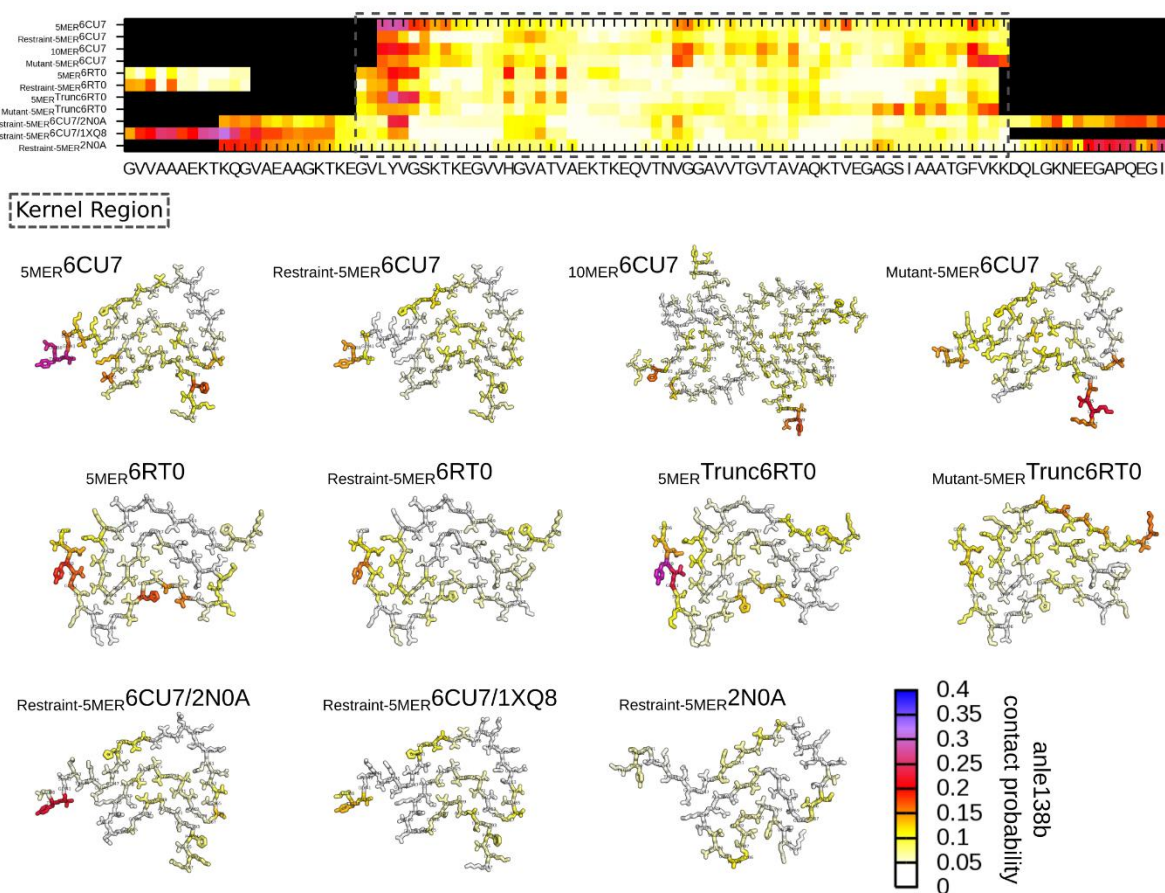 5MER6CU7
Restraint-5MER6CU7
10MER6CU7
Mutant-5MER6CU7
5MER6RT0
Restraint-5MER6RT0
5MERTrunc6RT0
Mutant-5MERTrunc6RT0
straint-5MER6CU7/2N0A
straint-5MER6CU7/1XQ8
Restraint-5MER2N0A
GVVAAAEKTKQGVAEAAGKTKEGVLYVGSKTKEGVVHGVATVAEKTKEQVTNVGGAVVTGVTAVAQKTVEGAGSIAAATGFVKKDQLGKNEEGAPQEGI
Kernel Region
5MER6CU7 Restraint-5MER6CU7 10MER6CU7 Mutant-5MER6CU7
5MER6RT0 Restraint-5MER6RT0 5MERTrunc6RT0 Mutant-5MERTrunc6RT0
Restraint-5MER6CU7/2N0A Restraint-5MER6CU7/1XQ8 Restraint-5MER2N0A
0.4
0.35
0.3
0.25
0.2
0.15
0.1
0.05
0
anle138b
contact probability